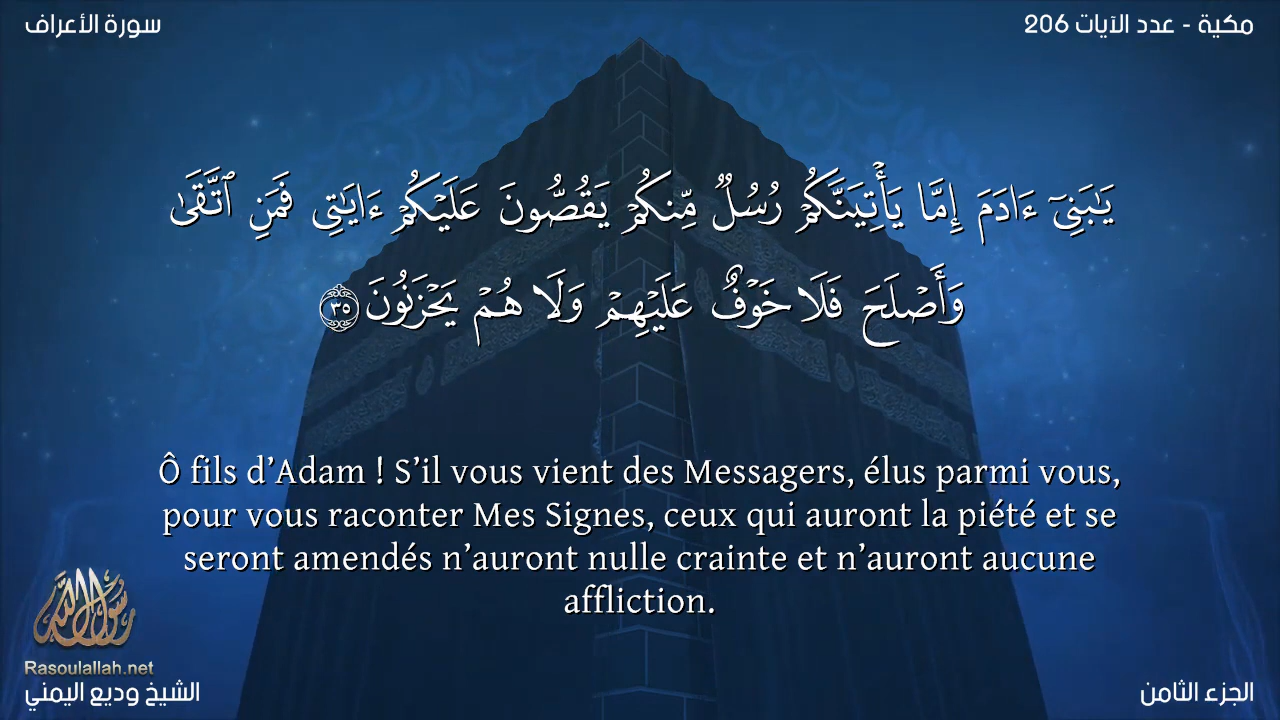 مكية - عدد الآيات 206
سورة الأعراف
يَـٰبَنِىٓ ءَادَمَ إِمَّا يَأْتِيَنَّكُمْ رُسُلٌ مِّنكُمْ يَقُصُّونَ عَلَيْكُمْ ءَايَـٰتِى فَمَنِ ٱتَّقَىٰ
وَأَصْلَحَ فَلَا خَوْفٌ عَلَيْهِمْ وَلَا هُمْ يَحْزَنُونَ ٣٥
Ô fils d’Adam ! S’il vous vient des Messagers, élus parmi vous,
pour vous raconter Mes Signes, ceux qui auront la piété et se
seront amendés n’auront nulle crainte et n’auront aucune
affliction.
رسول الله
Rasoulallah.net
الجزء الثامن
الشيخ وديع اليمني